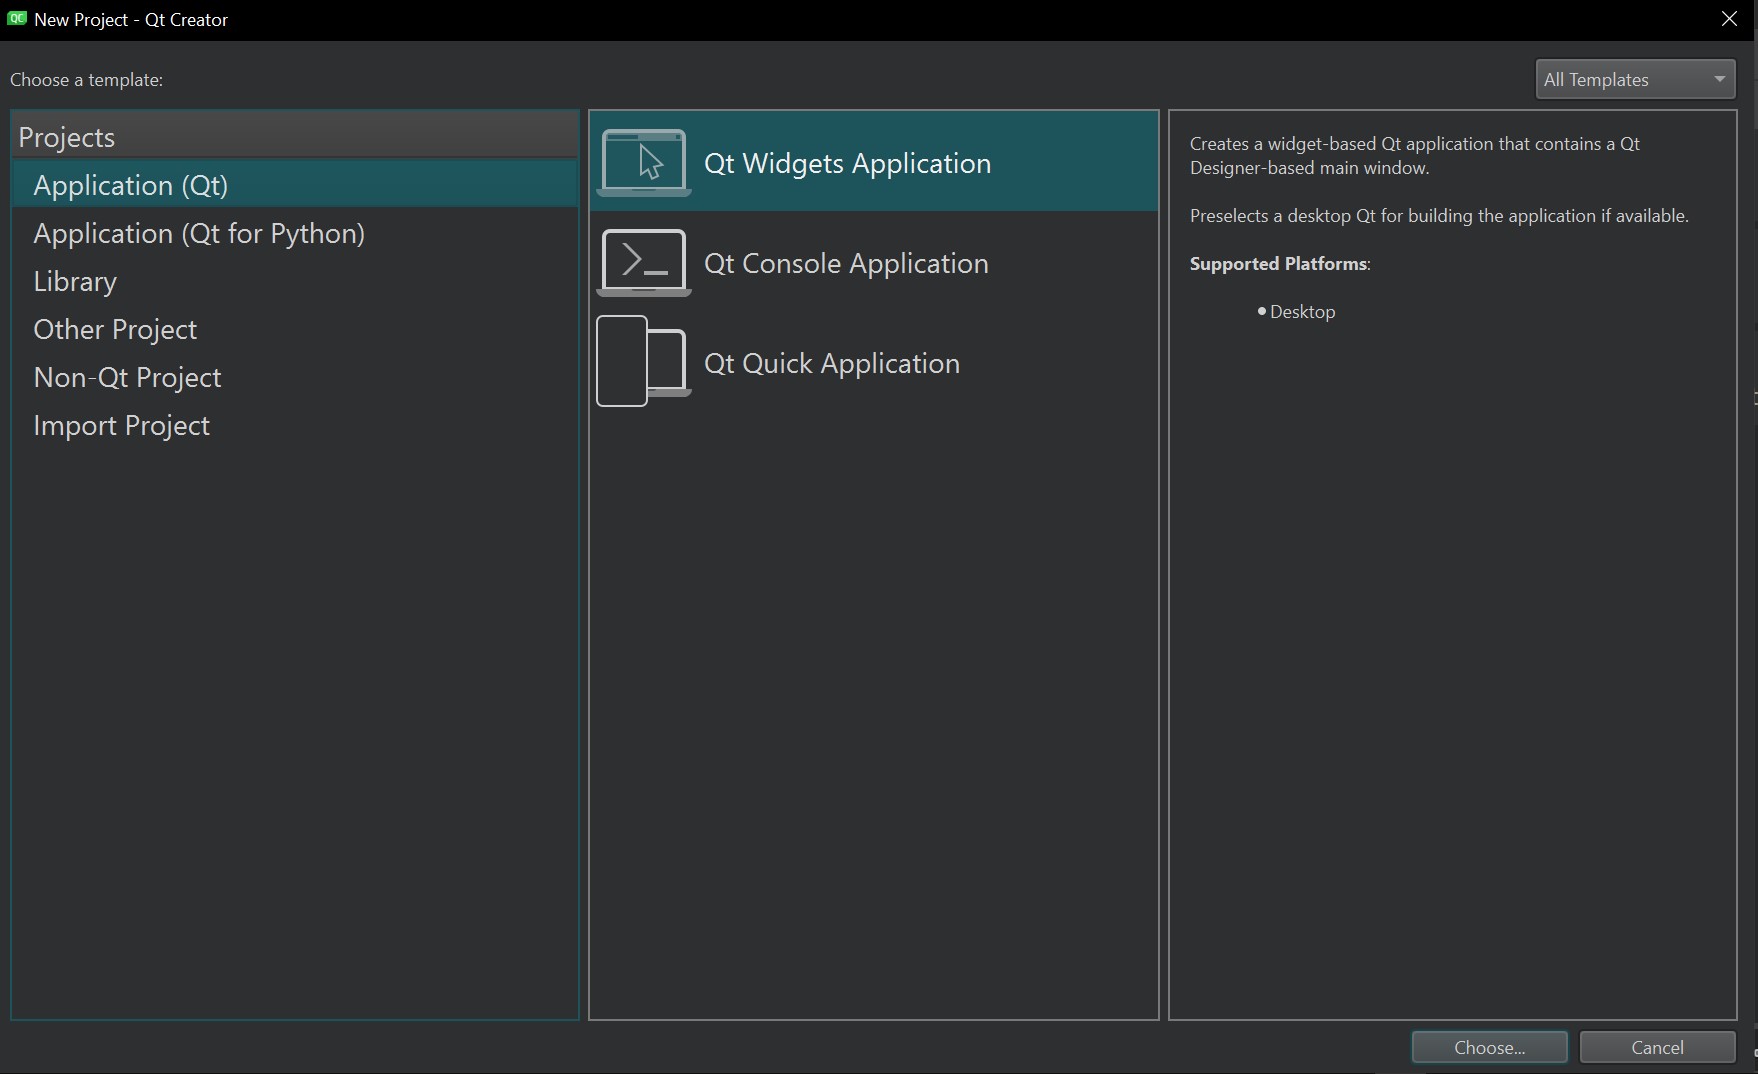 QC New Project - Qt Creator
Choose a template:
All Templates
Projects
Application (Qt)
Application (Qt for Python)
Library
Other Project
Non-Qt Project
Import Project
Qt Widgets Application
>_ Qt Console Application
Qt Quick Application
Creates a widget-based Qt application that contains a Qt
Designer-based main window.
Preselects a desktop Qt for building the application if available.
Supported Platforms:
• Desktop
Choose...
Cancel